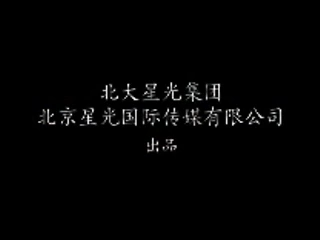 北大星光集团
北京星光国际传媒有限公司
出品